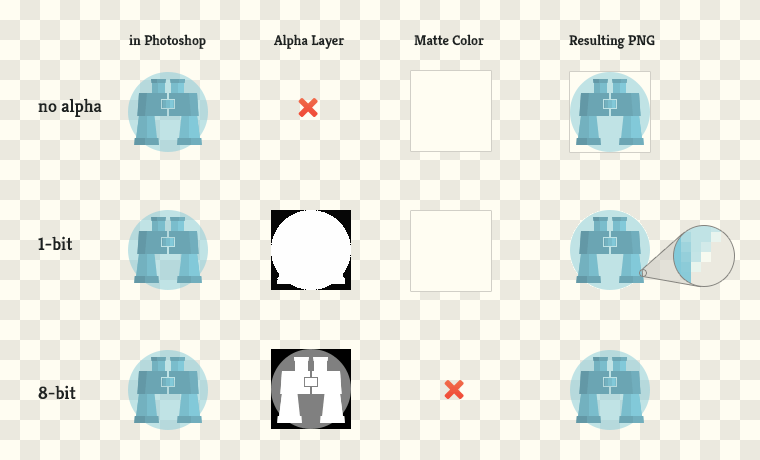 in Photoshop
Alpha Layer
Matte Color
Resulting PNG
no alpha
1-bit
8-bit